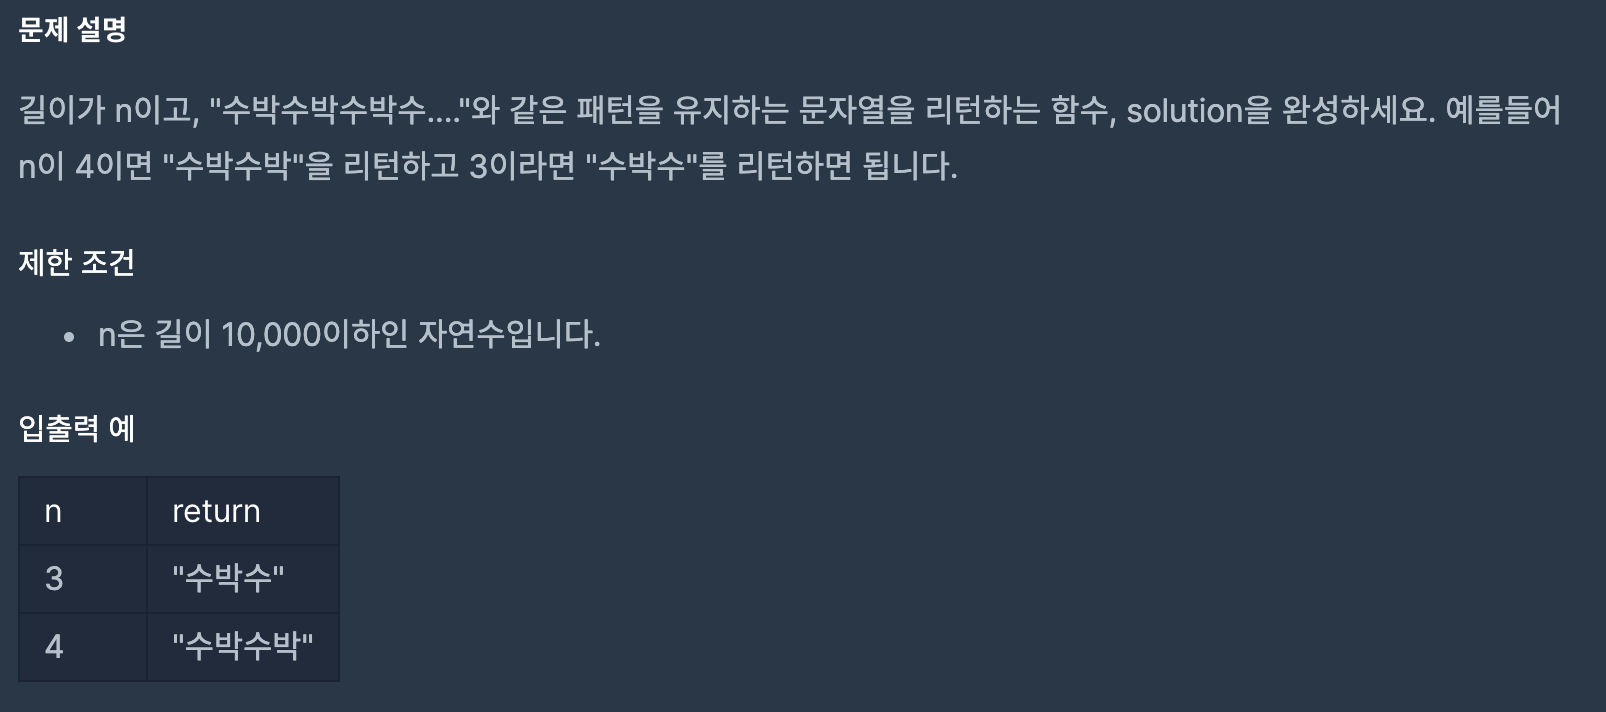 문제 설명
길이가 n이고, "수박수박수박수...."와 같은 패턴을 유지하는 문자열을 리턴하는 함수, solution을 완성하세요. 예를들어
n이 4이면 "수박수박"을 리턴하고 3이라면 "수박수"를 리턴하면 됩니다.
제한 조건
• n은 길이 10,000이하인 자연수입니다.
입출력 예
n return
3 "수박수"
4 "수박수박"